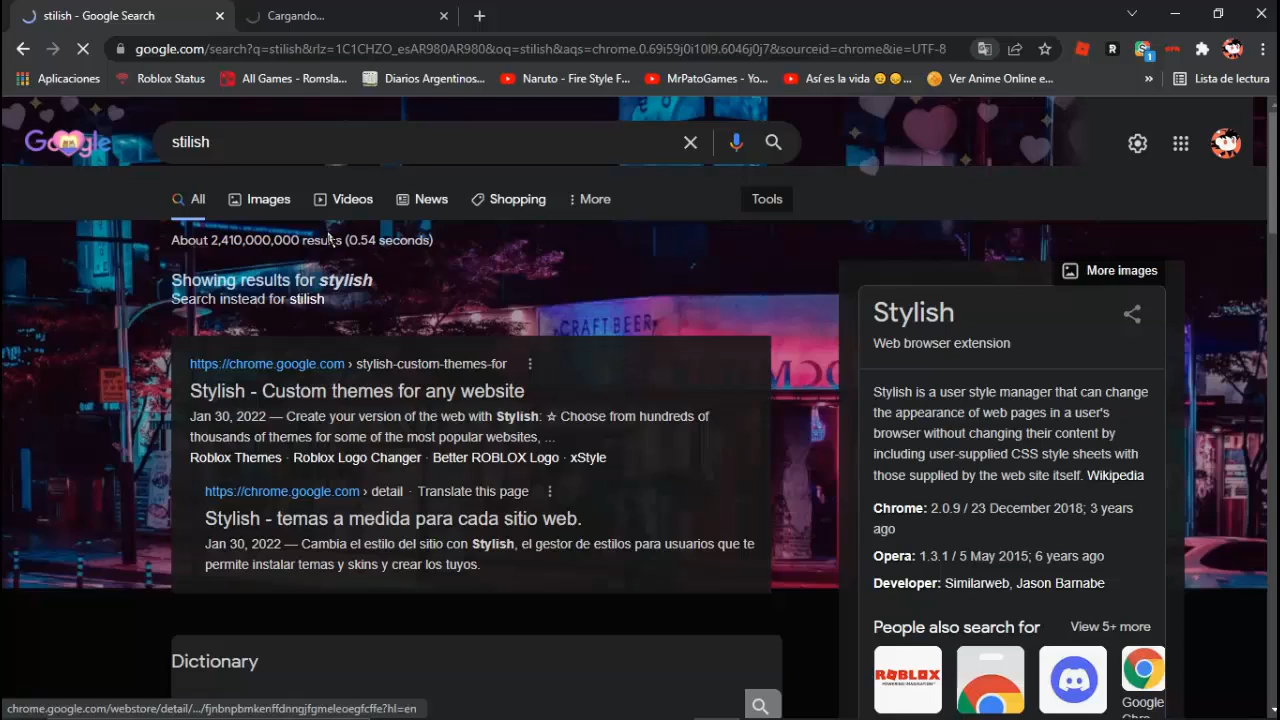 stilish - Google Search
Cargando...
google.com/search?q=stilish&rlz=1C1CHZO_esAR980AR980&oq=stilish&aqs=chrome.0.69i59j0i10l9.6046j0j7&sourceid=chrome&ie=UTF-8
1
Aplicaciones
Roblox Status
All Games - Romsla...
Diarios Argentinos...
Naruto - Fire Style F...
MrPatoGames - Yo...
Así es la vida 😔😔...
Ver Anime Online e...
»
Lista de lectura
Google
stilish
All
Images
Videos
News
Shopping
More
Tools
About 2,410,000,000 results (0.54 seconds)
Showing results for stylish
Search instead for stilish
More images
CRAFT BEER
https://chrome.google.com › stylish-custom-themes-for
Stylish - Custom themes for any website
Jan 30, 2022 — Create your version of the web with Stylish: ☆ Choose from hundreds of
thousands of themes for some of the most popular websites, ...
Roblox Themes · Roblox Logo Changer · Better ROBLOX Logo · xStyle
https://chrome.google.com › detail · Translate this page
Stylish - temas a medida para cada sitio web.
Jan 30, 2022 — Cambia el estilo del sitio con Stylish, el gestor de estilos para usuarios que te
permite instalar temas y skins y crear los tuyos.
Dictionary
Stylish
Web browser extension
Stylish is a user style manager that can change
the appearance of web pages in a user's
browser without changing their content by
including user-supplied CSS style sheets with
those supplied by the web site itself. Wikipedia
Chrome: 2.0.9 / 23 December 2018; 3 years
ago
Opera: 1.3.1 / 5 May 2015; 6 years ago
Developer: Similarweb, Jason Barnabe
People also search for
View 5+ more
ROBLOX
Google
chrome.google.com/webstore/detail/.../fjnbnpbmkenffdnngjfgmeleoegfcffe?hl=en